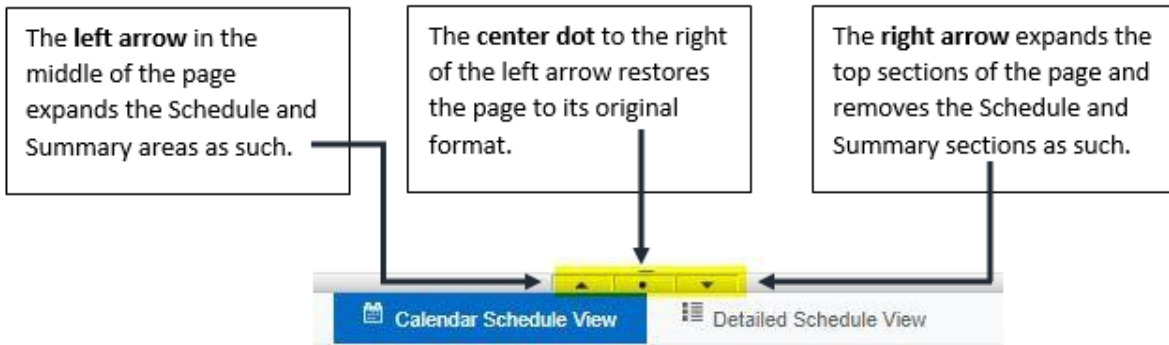 The left arrow in the
middle of the page
expands the Schedule and
Summary areas as such.
The center dot to the right
of the left arrow restores
the page to its original
format.
The right arrow expands the
top sections of the page and
removes the Schedule and
Summary sections as such.
Calendar Schedule View
Detailed Schedule View